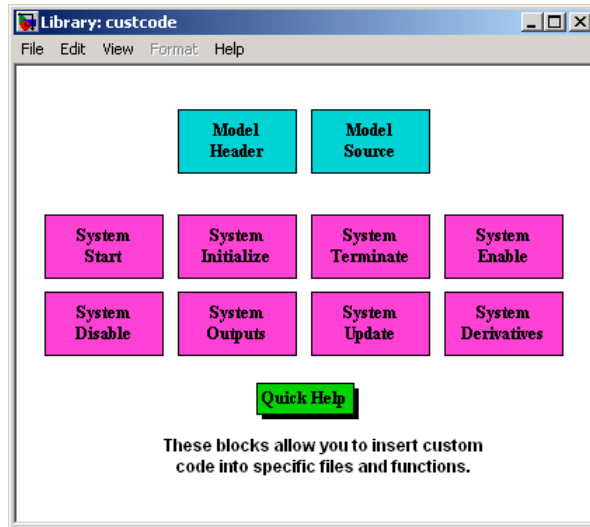 Library: custcode
File Edit View Format Help
Model Header
Model Source
System Start
System Initialize
System Terminate
System Enable
System Disable
System Outputs
System Update
System Derivatives
Quick Help
These blocks allow you to insert custom
code into specific files and functions.